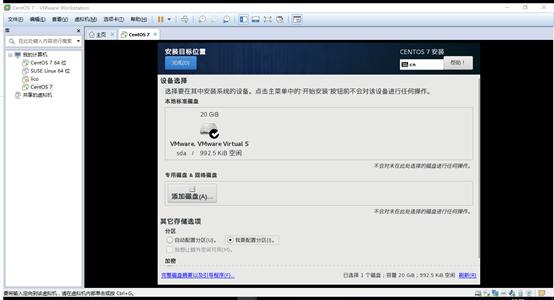 CentOS 7 - VMware Workstation
文件(F) 编辑(E) 查看(V) 虚拟机(M) 选项卡(T) 帮助(H)
库
在此处键入内容进行搜索
主页
CentOS 7
我的计算机
CentOS 7 64 位
SUSE Linux 64 位
lico
CentOS 7
共享的虚拟机
安装目标位置
CENTOS 7 安装
完成(D)
cn
帮助！
设备选择
选择要在其中安装系统的设备。点击主菜单中的"开始安装"按钮前不会对该设备进行任何操作。
本地标准磁盘
20 GiB
VMware, VMware Virtual S
sda / 992.5 KiB 空闲
不会对未在此处选择的磁盘进行任何操作。
专用磁盘 & 网络磁盘
添加磁盘(A)...
不会对未在此处选择的磁盘进行任何操作。
其它存储选项
分区
自动配置分区(U)。 我要配置分区(I)。
我想让额外空间可用(M)。
加密
完整磁盘摘要以及引导程序(F)...
已选择 1 个磁盘；容量 20 GiB；992.5 KiB 空闲 刷新(R)
要将输入定向到该虚拟机，请在虚拟机内部单击或按 Ctrl+G。